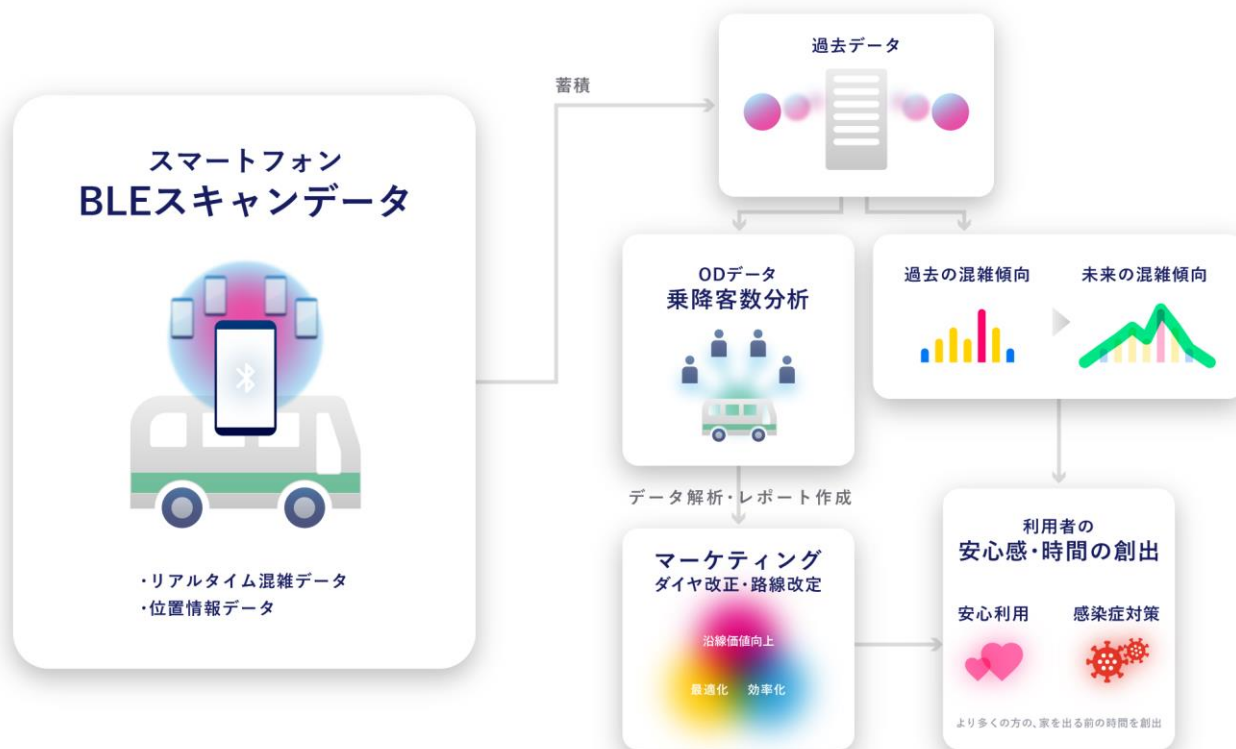 スマートフォン
BLEスキャンデータ
・リアルタイム混雑データ
・位置情報データ
蓄積
過去データ
ODデータ
乗降客数分析
過去の混雑傾向
未来の混雑傾向
データ解析・レポート作成
マーケティング
ダイヤ改正・路線改定
沿線価値向上
最適化
効率化
利用者の
安心感・時間の創出
安心利用
感染症対策
より多くの方の、家を出る前の時間を創出